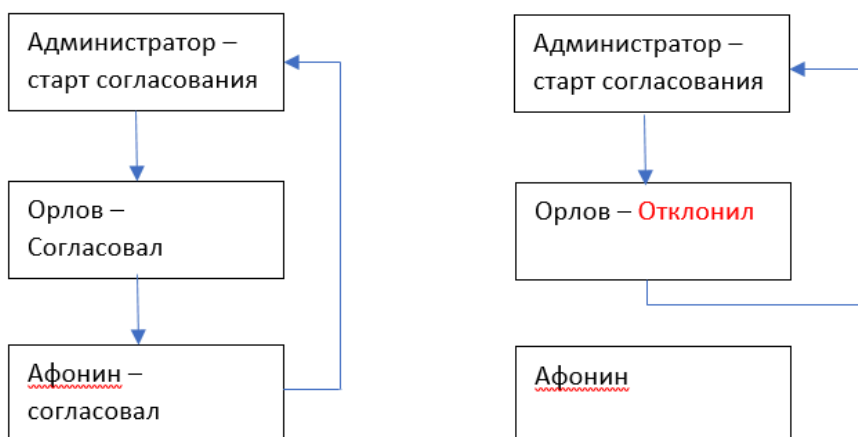 Администратор –
старт согласования
Орлов –
Согласовал
Афонин –
согласовал
Администратор –
старт согласования
Орлов – Отклонил
Афонин